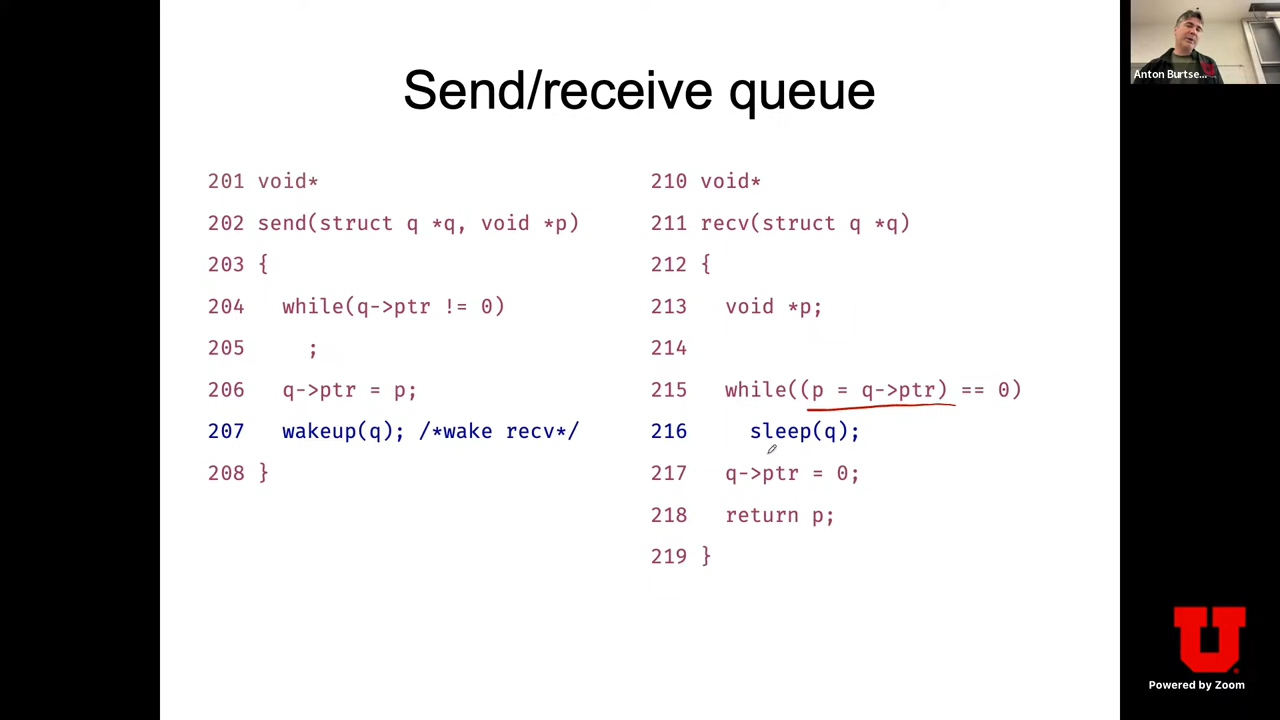 Anton Burtse...
Send/receive queue
201 void*
202 send(struct q *q, void *p)
203 {
204 while(q->ptr != 0)
205 ;
206 q->ptr = p;
207 wakeup(q); /*wake recv*/
208 }
210 void*
211 recv(struct q *q)
212 {
213 void *p;
214
215 while((p = q->ptr) == 0)
216 sleep(q);
217 q->ptr = 0;
218 return p;
219 }
U
Powered by Zoom